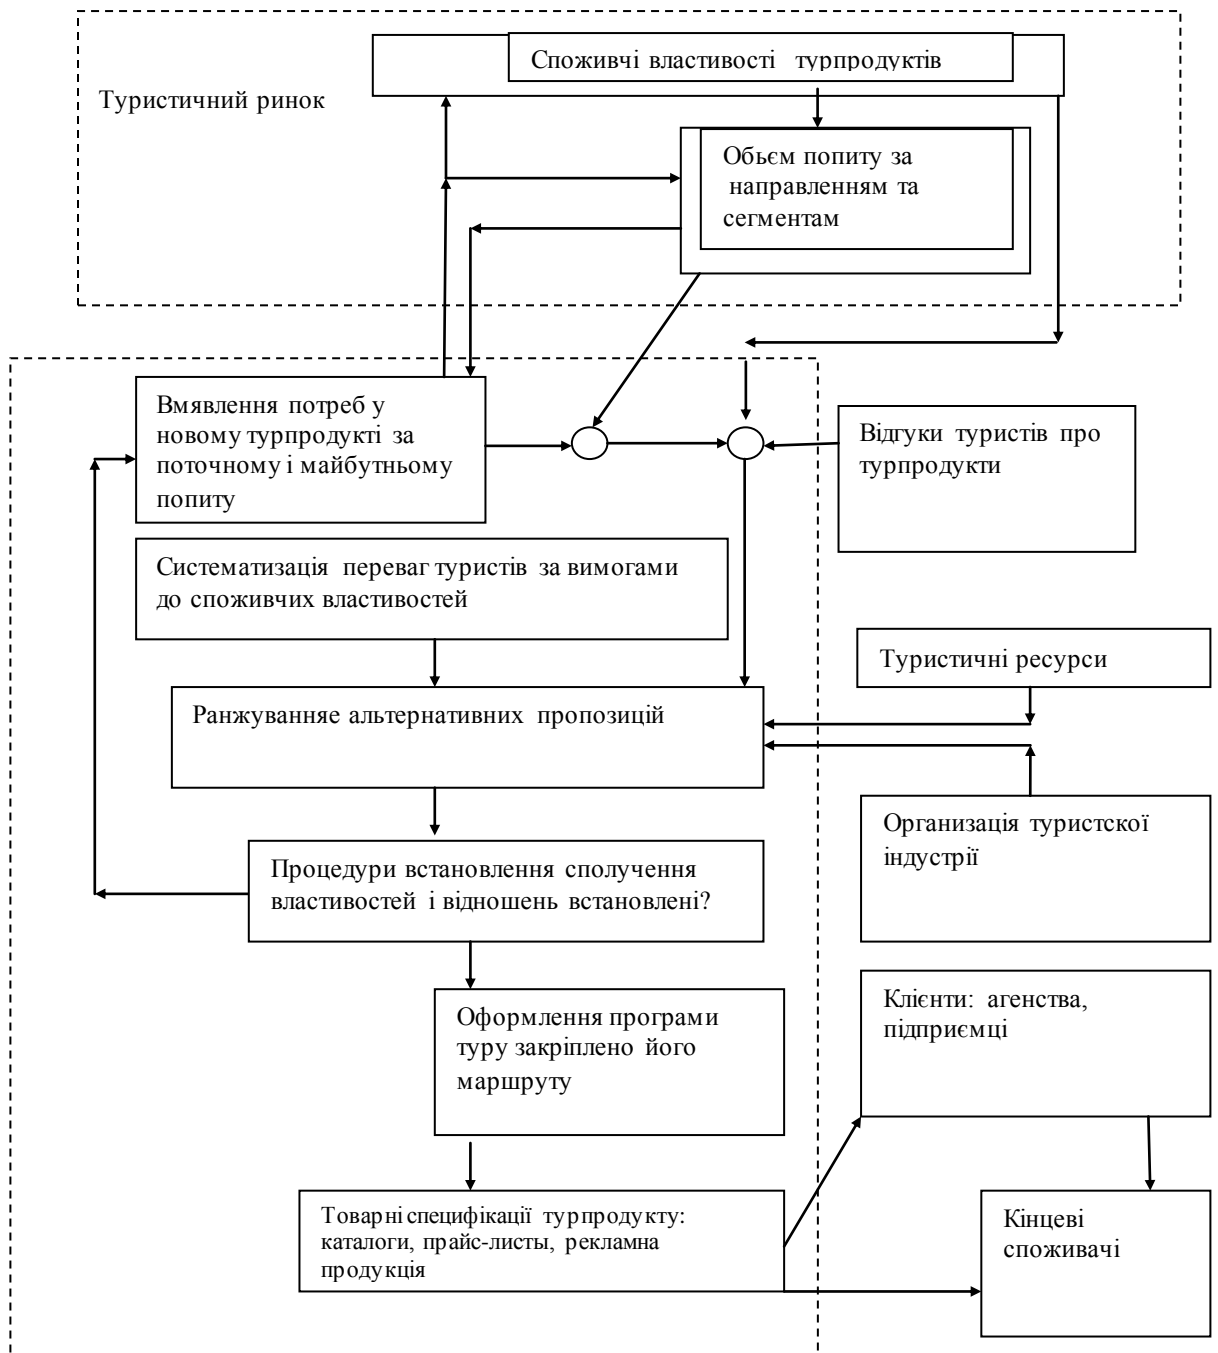 Споживчі властивості турпродуктів
Туристичний ринок
Обьєм попиту за
направленням та
сегментам
Вмявлення потреб у
новому турпродукті за
поточному і майбутньому
попиту
Відгуки туристів про
турпродукти
Систематизація переваг туристів за вимогами
до споживчих властивостей
Туристичні ресурси
Ранжуванняе альтернативних пропозицій
Организація туристскої
індустрії
Процедури встановлення сполучення
властивостей і відношень встановлені?
Клієнти: агенства,
підприємці
Оформлення програми
туру закріплено його
маршруту
Товарні специфікації турпродукту:
каталоги, прайс-листы, рекламна
продукція
Кінцеві
споживачі